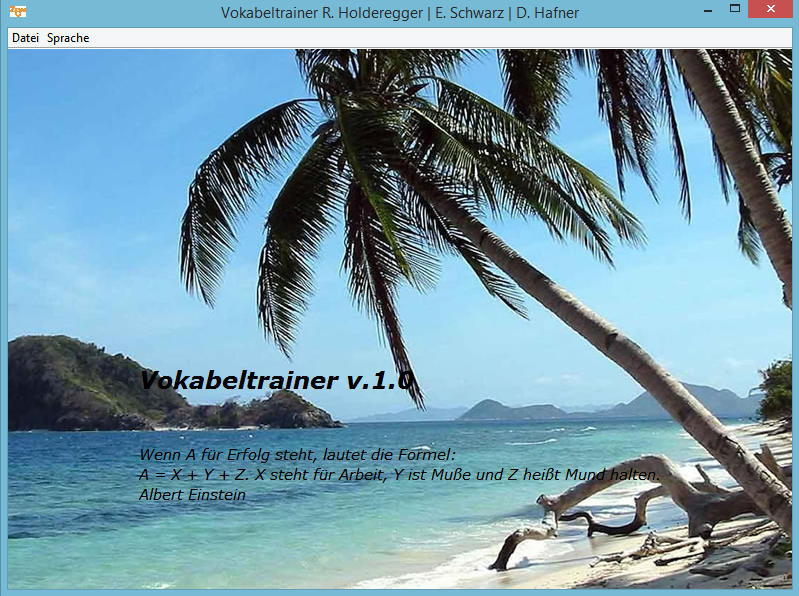 Vokabeltrainer R. Holderegger | E. Schwarz | D. Hafner
Datei Sprache
Vokabeltrainer v.1.0
Wenn A für Erfolg steht, lautet die Formel:
A = X + Y + Z. X steht für Arbeit, Y ist Muße und Z heißt Mund halten.
Albert Einstein